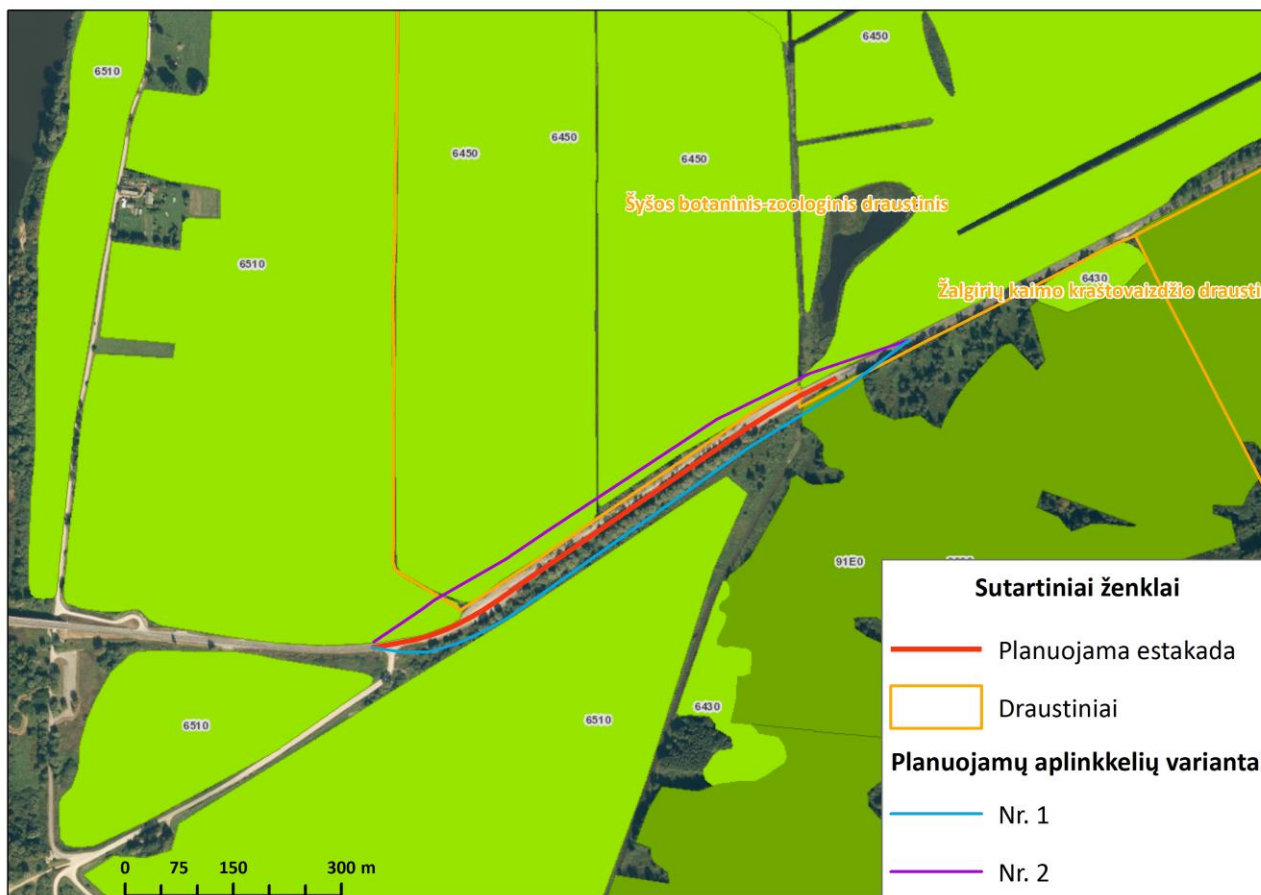 6510
6450
6450
6450
6450
Šyšos botaninis-zoologinis draustinis
6510
6430
Žalgirių kaimo kraštovaizdžio drausti
91E0
Sutartiniai ženklai
Planuojama estakada
Draustiniai
Planuojamų aplinkkelių varianta
Nr. 1
Nr. 2
6430
6510
6510
0 75 150 300 m